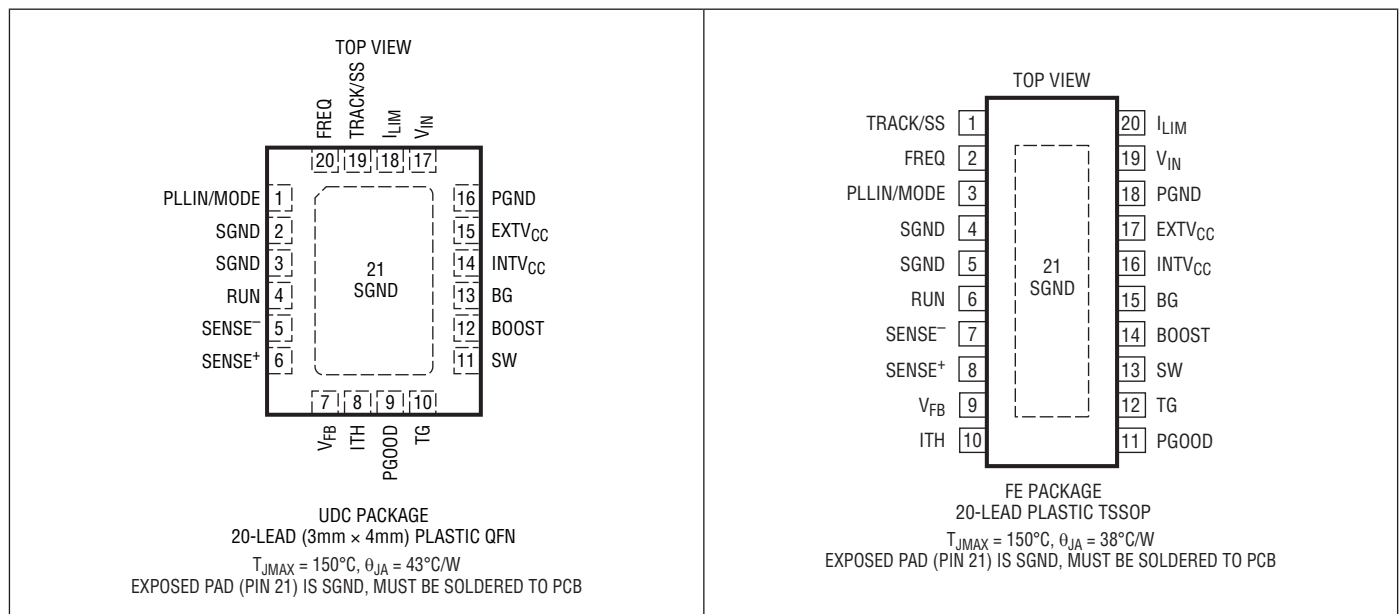 TOP VIEW
FREQ
TRACK/SS
ILIM
VIN
20 19 18 17
PLLIN/MODE 1
SGND 2
SGND 3
RUN 4
SENSE– 5
SENSE+ 6
21
SGND
16 PGND
15 EXTVCC
14 INTVCC
13 BG
12 BOOST
11 SW
7 8 9 10
VFB
ITH
PGOOD
TG
UDC PACKAGE
20-LEAD (3mm × 4mm) PLASTIC QFN
TJMAX = 150°C, θJA = 43°C/W
EXPOSED PAD (PIN 21) IS SGND, MUST BE SOLDERED TO PCB
TOP VIEW
TRACK/SS 1
FREQ 2
PLLIN/MODE 3
SGND 4
SGND 5
RUN 6
SENSE– 7
SENSE+ 8
VFB 9
ITH 10
21
SGND
20 ILIM
19 VIN
18 PGND
17 EXTVCC
16 INTVCC
15 BG
14 BOOST
13 SW
12 TG
11 PGOOD
FE PACKAGE
20-LEAD PLASTIC TSSOP
TJMAX = 150°C, θJA = 38°C/W
EXPOSED PAD (PIN 21) IS SGND, MUST BE SOLDERED TO PCB